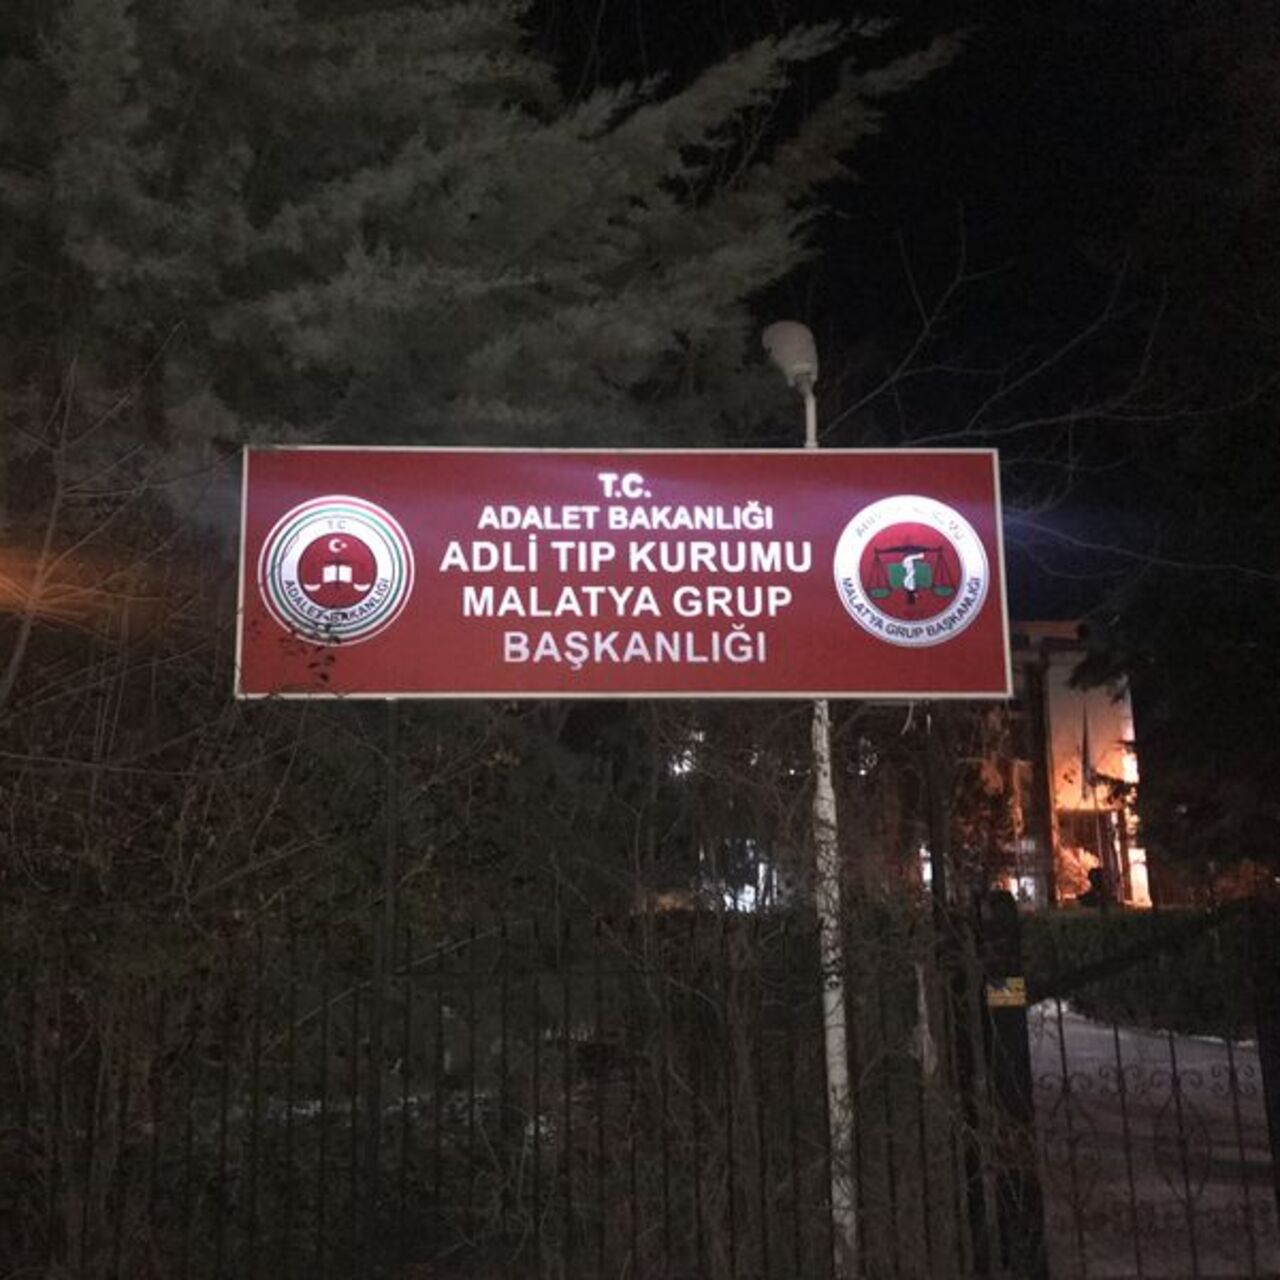 T.C.
ADALET BAKANLIĞI
ADLİ TIP KURUMU
MALATYA GRUP
BAŞKANLIĞI
T.C.
ADALET BAKANLIĞI
MALATYA GRUP BAŞKANLIĞI